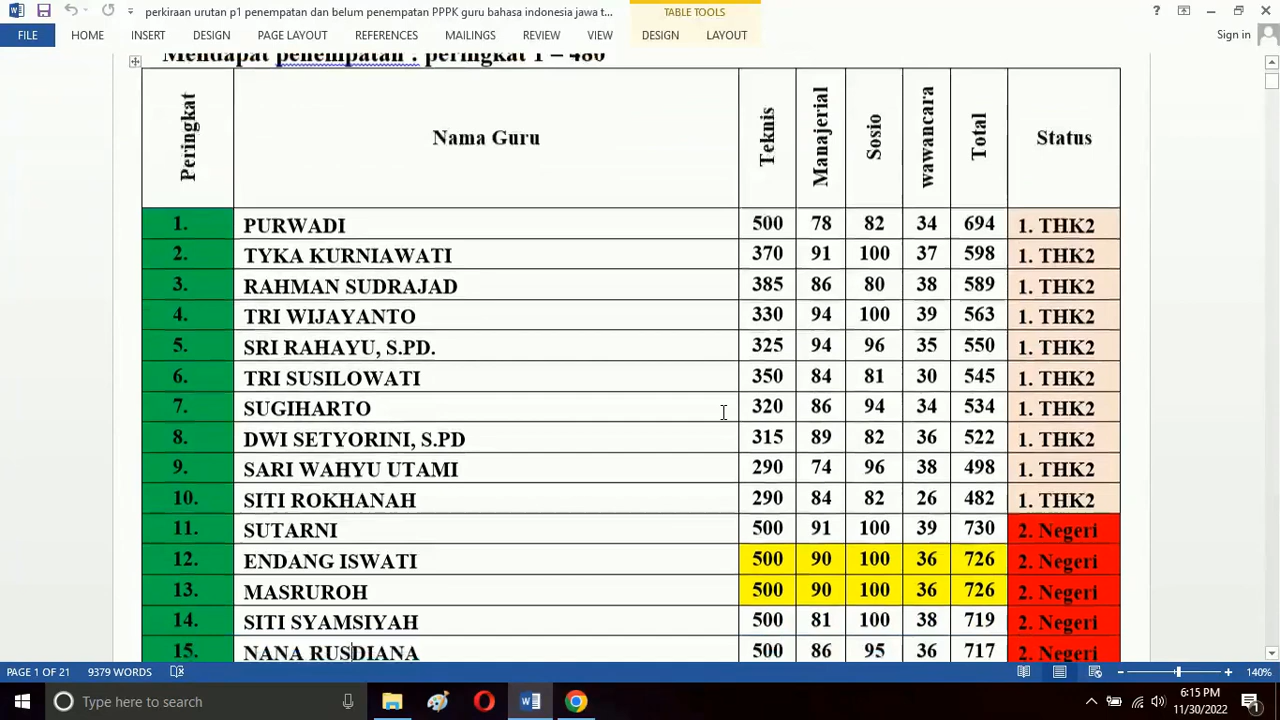 perkiraan urutan p1 penempatan dan belum penempatan PPPK guru bahasa indonesia jawa t...
TABLE TOOLS
?
FILE HOME INSERT DESIGN PAGE LAYOUT REFERENCES MAILINGS REVIEW VIEW DESIGN LAYOUT Sign in
Mendapat penempatan : peringkat 1 – 480
Peringkat Nama Guru Teknis Manajerial Sosio wawancara Total Status
1. PURWADI 500 78 82 34 694 1. THK2
2. TYKA KURNIAWATI 370 91 100 37 598 1. THK2
3. RAHMAN SUDRAJAD 385 86 80 38 589 1. THK2
4. TRI WIJAYANTO 330 94 100 39 563 1. THK2
5. SRI RAHAYU, S.PD. 325 94 96 35 550 1. THK2
6. TRI SUSILOWATI 350 84 81 30 545 1. THK2
7. SUGIHARTO 320 86 94 34 534 1. THK2
8. DWI SETYORINI, S.PD 315 89 82 36 522 1. THK2
9. SARI WAHYU UTAMI 290 74 96 38 498 1. THK2
10. SITI ROKHANAH 290 84 82 26 482 1. THK2
11. SUTARNI 500 91 100 39 730 2. Negeri
12. ENDANG ISWATI 500 90 100 36 726 2. Negeri
13. MASRUROH 500 90 100 36 726 2. Negeri
14. SITI SYAMSIYAH 500 81 100 38 719 2. Negeri
15. NANA RUSDIANA 500 86 95 36 717 2. Negeri
PAGE 1 OF 21 9379 WORDS 140%
Type here to search
6:15 PM
11/30/2022
1